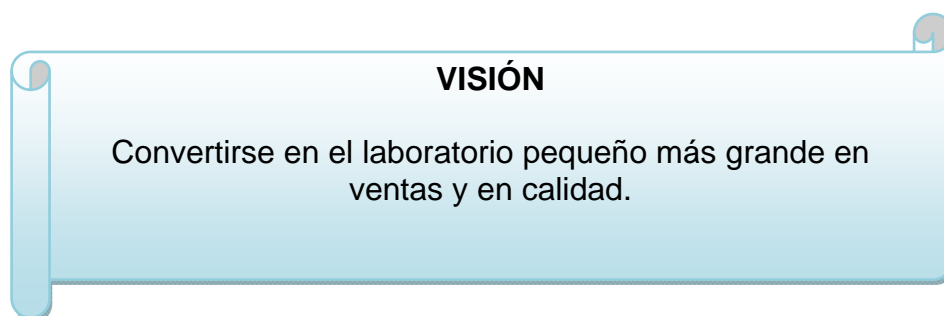 VISIÓN
Convertirse en el laboratorio pequeño más grande en
ventas y en calidad.